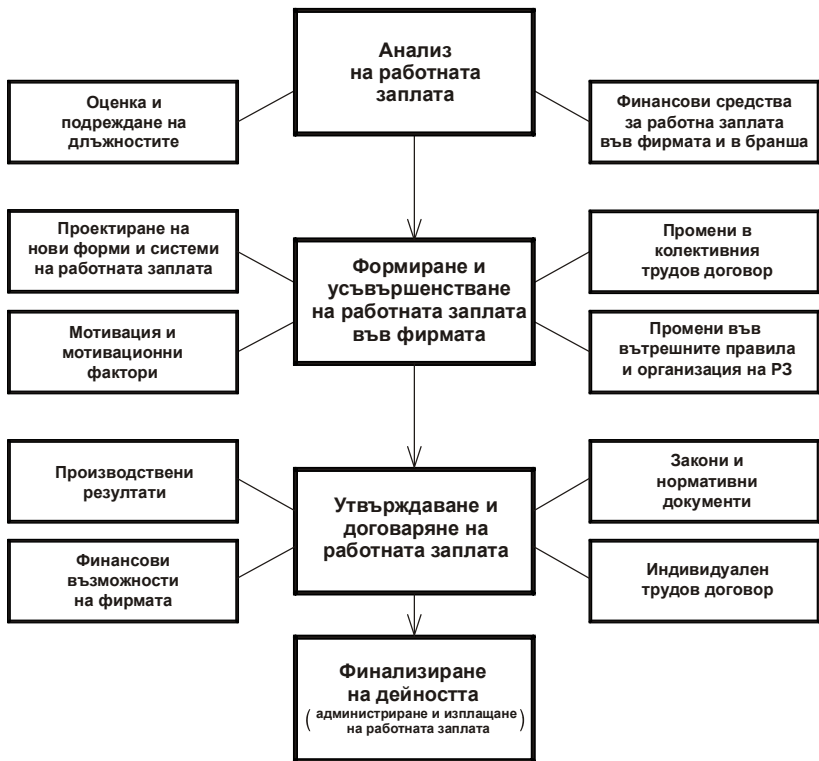 Анализ
на работната
заплата
Оценка и
подреждане на
длъжностите
Финансови средства
за работна заплата
във фирмата и в бранша
Проектиране на
нови форми и системи
на работната заплата
Формиране и
усъвършенстване
на работната заплата
във фирмата
Промени в
колективния
трудов договор
Мотивация и
мотивационни
фактори
Промени във
вътрешните правила
и организация на РЗ
Производствени
резултати
Утвърждаване и
договаряне на
работната заплата
Закони и
нормативни
документи
Финансови
възможности
на фирмата
Индивидуален
трудов договор
Финализиране
на дейността
(администриране и изплащане
на работната заплата)